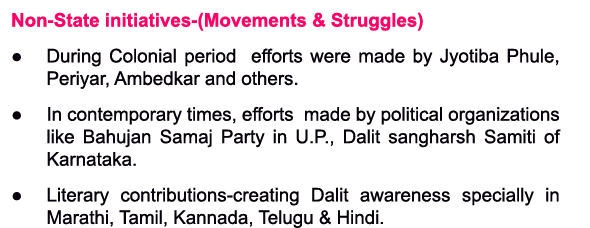 Non-State initiatives-(Movements & Struggles)
● During Colonial period efforts were made by Jyotiba Phule,
Periyar, Ambedkar and others.
● In contemporary times, efforts made by political organizations
like Bahujan Samaj Party in U.P., Dalit sangharsh Samiti of
Karnataka.
● Literary contributions-creating Dalit awareness specially in
Marathi, Tamil, Kannada, Telugu & Hindi.